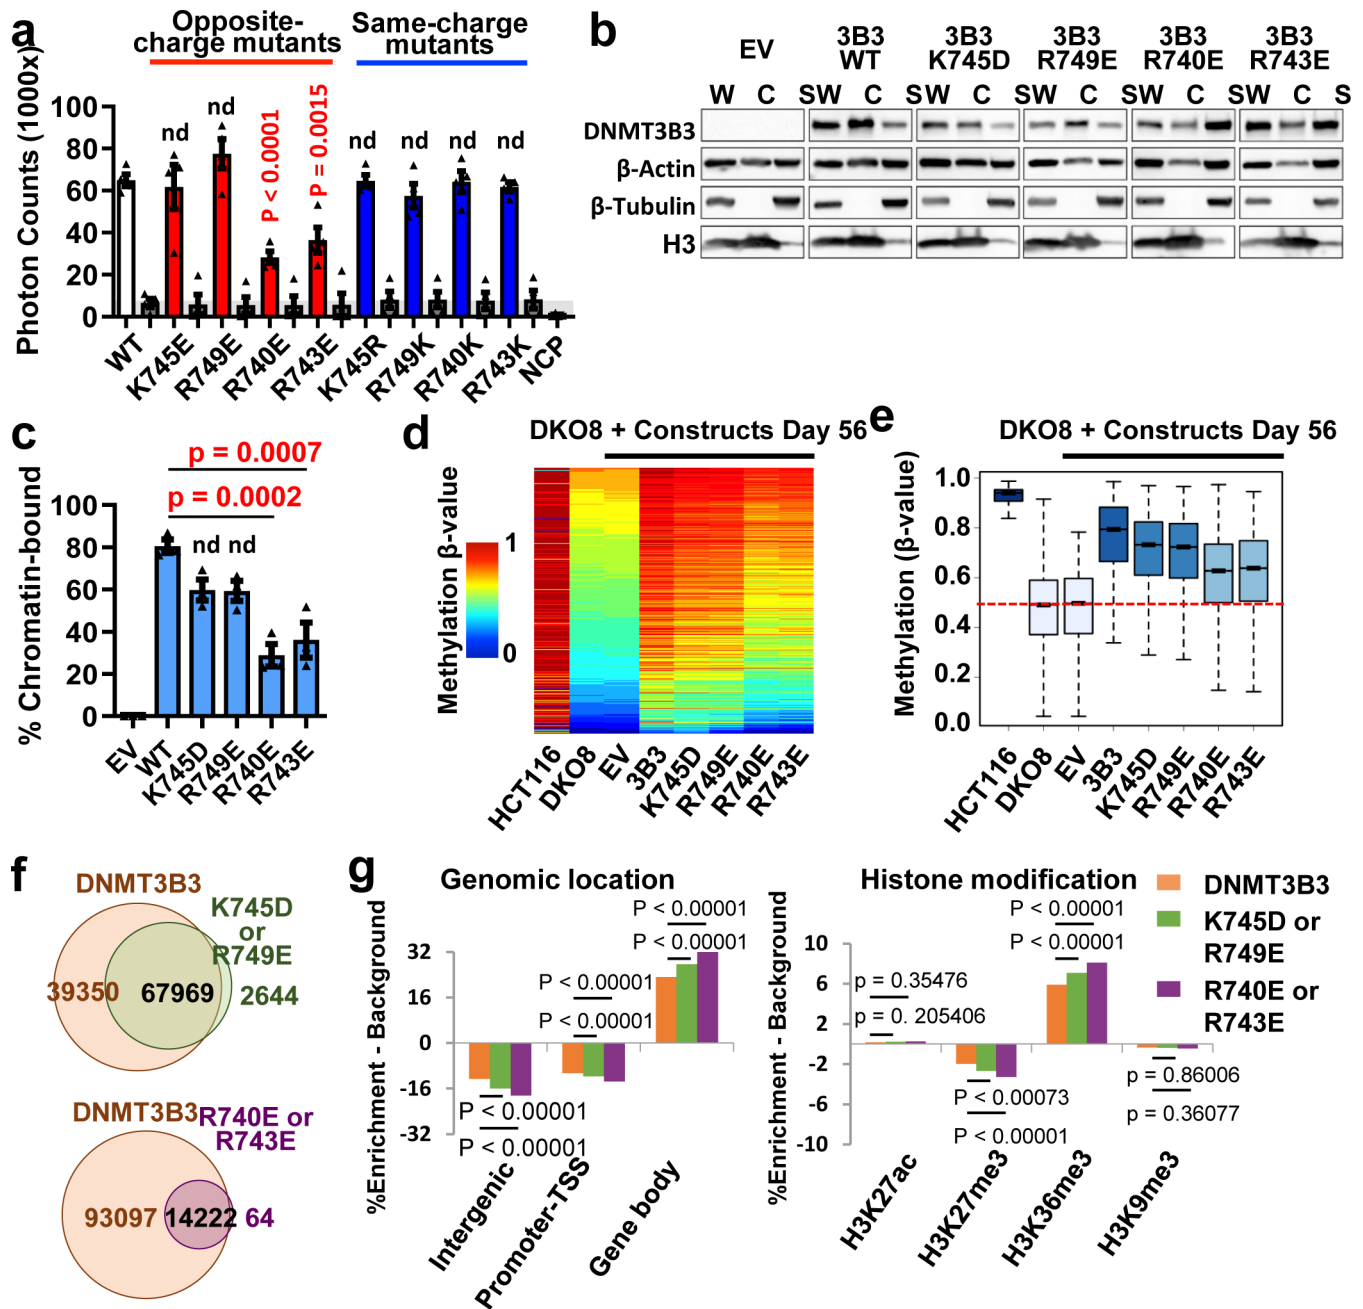 a
Opposite-
charge mutants
Same-charge
mutants
Photon Counts (1000x)
100
80
60
40
20
0
nd
nd
P < 0.0001
P = 0.0015
nd
nd
nd
nd
WT
K745E
R749E
R740E
R743E
K745R
R749K
R740K
R743K
NCP
b
EV
3B3
WT
3B3
K745D
3B3
R749E
3B3
R740E
3B3
R743E
W C S W C S W C S W C S W C S W C S
DNMT3B3
β-Actin
β-Tubulin
H3
c
p = 0.0007
p = 0.0002
% Chromatin-bound
100
80
60
40
20
0
nd
nd
EV
WT
K745D
R749E
R740E
R743E
d
DKO8 + Constructs Day 56
Methylation β-value
1
0
HCT116
DKO8
EV
3B3
K745D
R749E
R740E
R743E
e
DKO8 + Constructs Day 56
Methylation (β-value)
1.0
0.8
0.6
0.4
0.2
0.0
HCT116
DKO8
EV
3B3
K745D
R749E
R740E
R743E
f
DNMT3B3
K745D
or
R749E
39350
67969
2644
DNMT3B3
R740E or
R743E
93097
14222
64
g
Genomic location
%Enrichment - Background
32
16
0
-16
-32
P < 0.00001
P < 0.00001
P < 0.00001
P < 0.00001
P < 0.00001
P < 0.00001
Intergenic
Promoter-TSS
Gene body
Histone modification
%Enrichment - Background
10
6
2
-2
-6
-10
p = 0.35476
p = 0. 205406
P < 0.00001
P < 0.00001
P < 0.00073
P < 0.00001
p = 0.86006
p = 0.36077
H3K27ac
H3K27me3
H3K36me3
H3K9me3
DNMT3B3
K745D or
R749E
R740E or
R743E